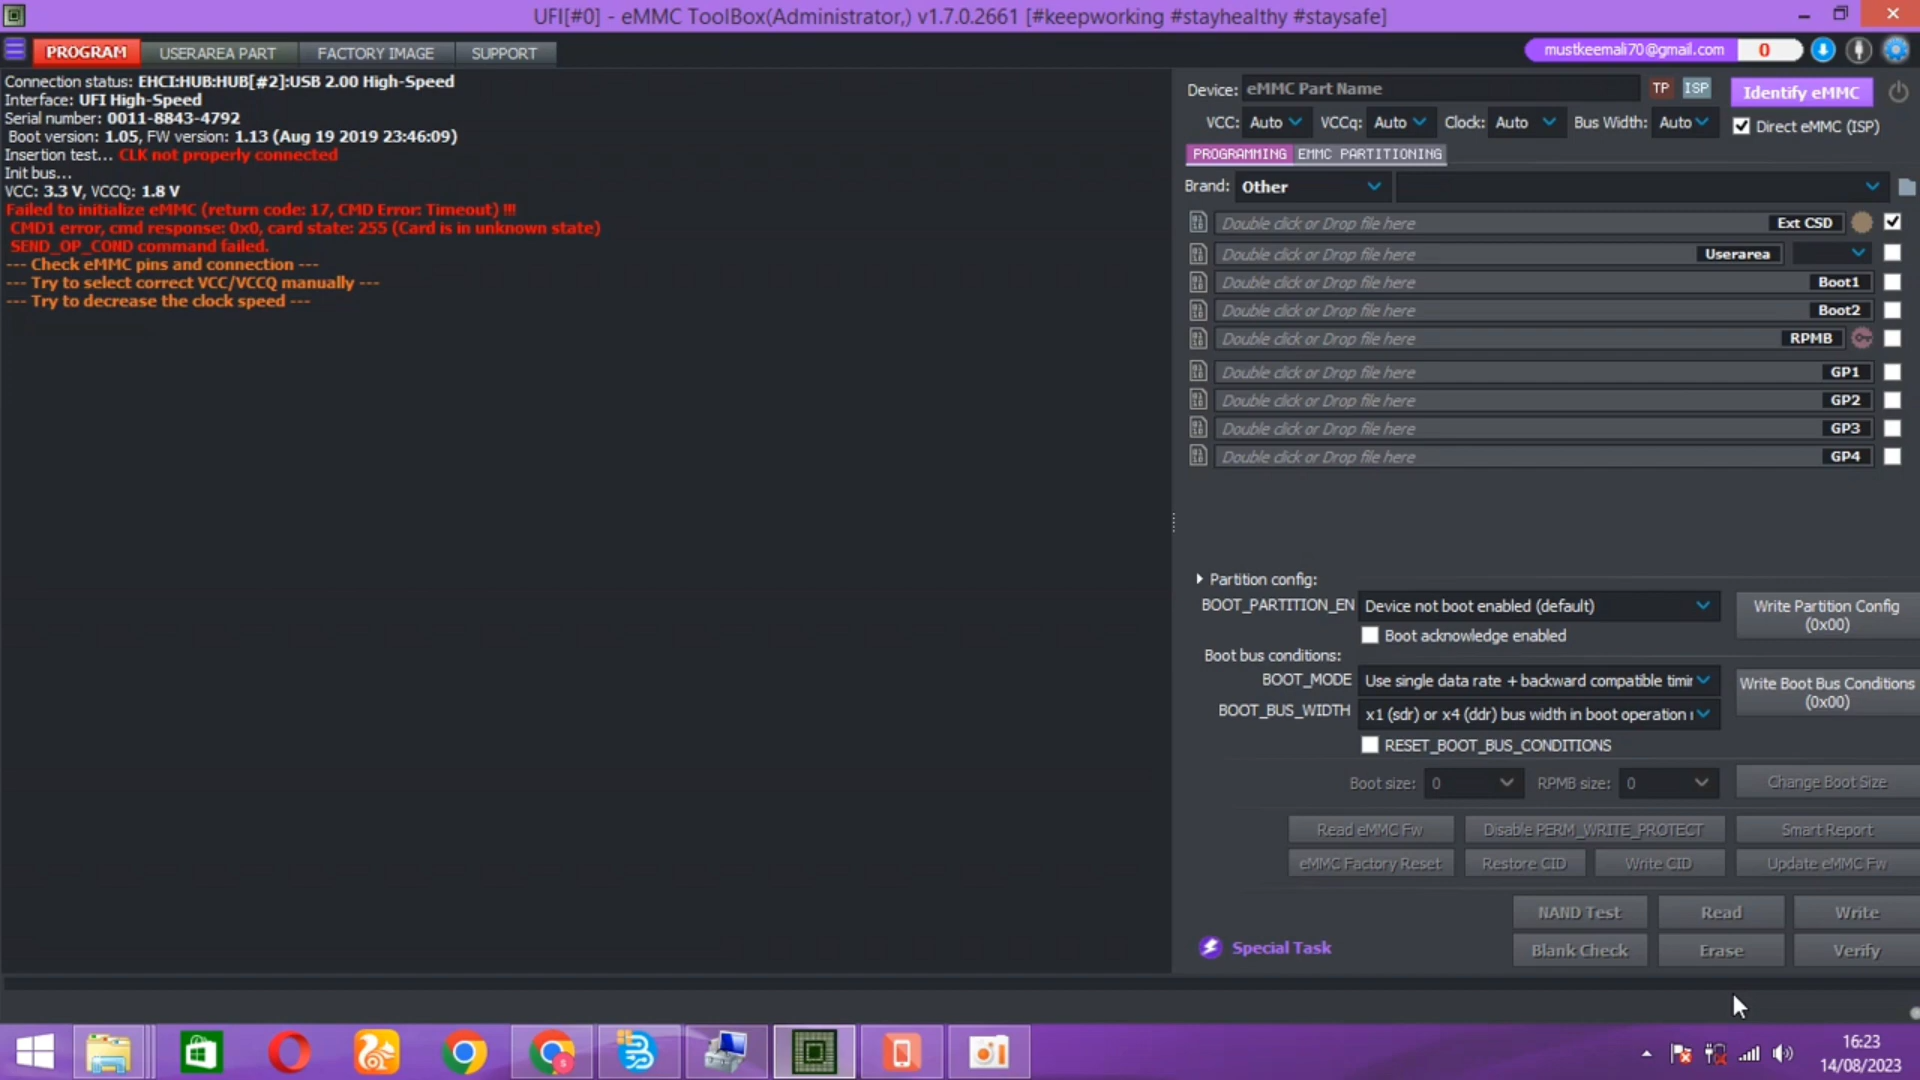 UFI[#0] - eMMC ToolBox(Administrator,) v1.7.0.2661 [#keepworking #stayhealthy #staysafe]
PROGRAM USERAREA PART FACTORY IMAGE SUPPORT
mustkeemali70@gmail.com 0
Connection status: EHCI:HUB:HUB[#2]:USB 2.00 High-Speed
Interface: UFI High-Speed
Serial number: 0011-8843-4792
Boot version: 1.05, FW version: 1.13 (Aug 19 2019 23:46:09)
Insertion test... CLK not properly connected
Init bus...
VCC: 3.3 V, VCCQ: 1.8 V
Failed to initialize eMMC (return code: 17, CMD Error: Timeout) !!!
CMD1 error, cmd response: 0x0, card state: 255 (Card is in unknown state)
SEND_OP_COND command failed.
--- Check eMMC pins and connection ---
--- Try to select correct VCC/VCCQ manually ---
--- Try to decrease the clock speed ---
Device: eMMC Part Name TP ISP Identify eMMC
VCC: Auto VCCq: Auto Clock: Auto Bus Width: Auto Direct eMMC (ISP)
PROGRAMMING EMMC PARTITIONING
Brand: Other
Double click or Drop file here Ext CSD
Double click or Drop file here Userarea
Double click or Drop file here Boot1
Double click or Drop file here Boot2
Double click or Drop file here RPMB
Double click or Drop file here GP1
Double click or Drop file here GP2
Double click or Drop file here GP3
Double click or Drop file here GP4
Partition config:
BOOT_PARTITION_EN Device not boot enabled (default) Write Partition Config
(0x00)
Boot acknowledge enabled
Boot bus conditions:
BOOT_MODE Use single data rate + backward compatible timir Write Boot Bus Conditions
(0x00)
BOOT_BUS_WIDTH x1 (sdr) or x4 (ddr) bus width in boot operation
RESET_BOOT_BUS_CONDITIONS
Boot size: 0 RPMB size: 0 Change Boot Size
Read eMMC Fw Disable PERM_WRITE_PROTECT Smart Report
eMMC Factory Reset Restore CID Write CID Update eMMC Fw
NAND Test Read Write
Special Task Blank Check Erase Verify
16:23
14/08/2023